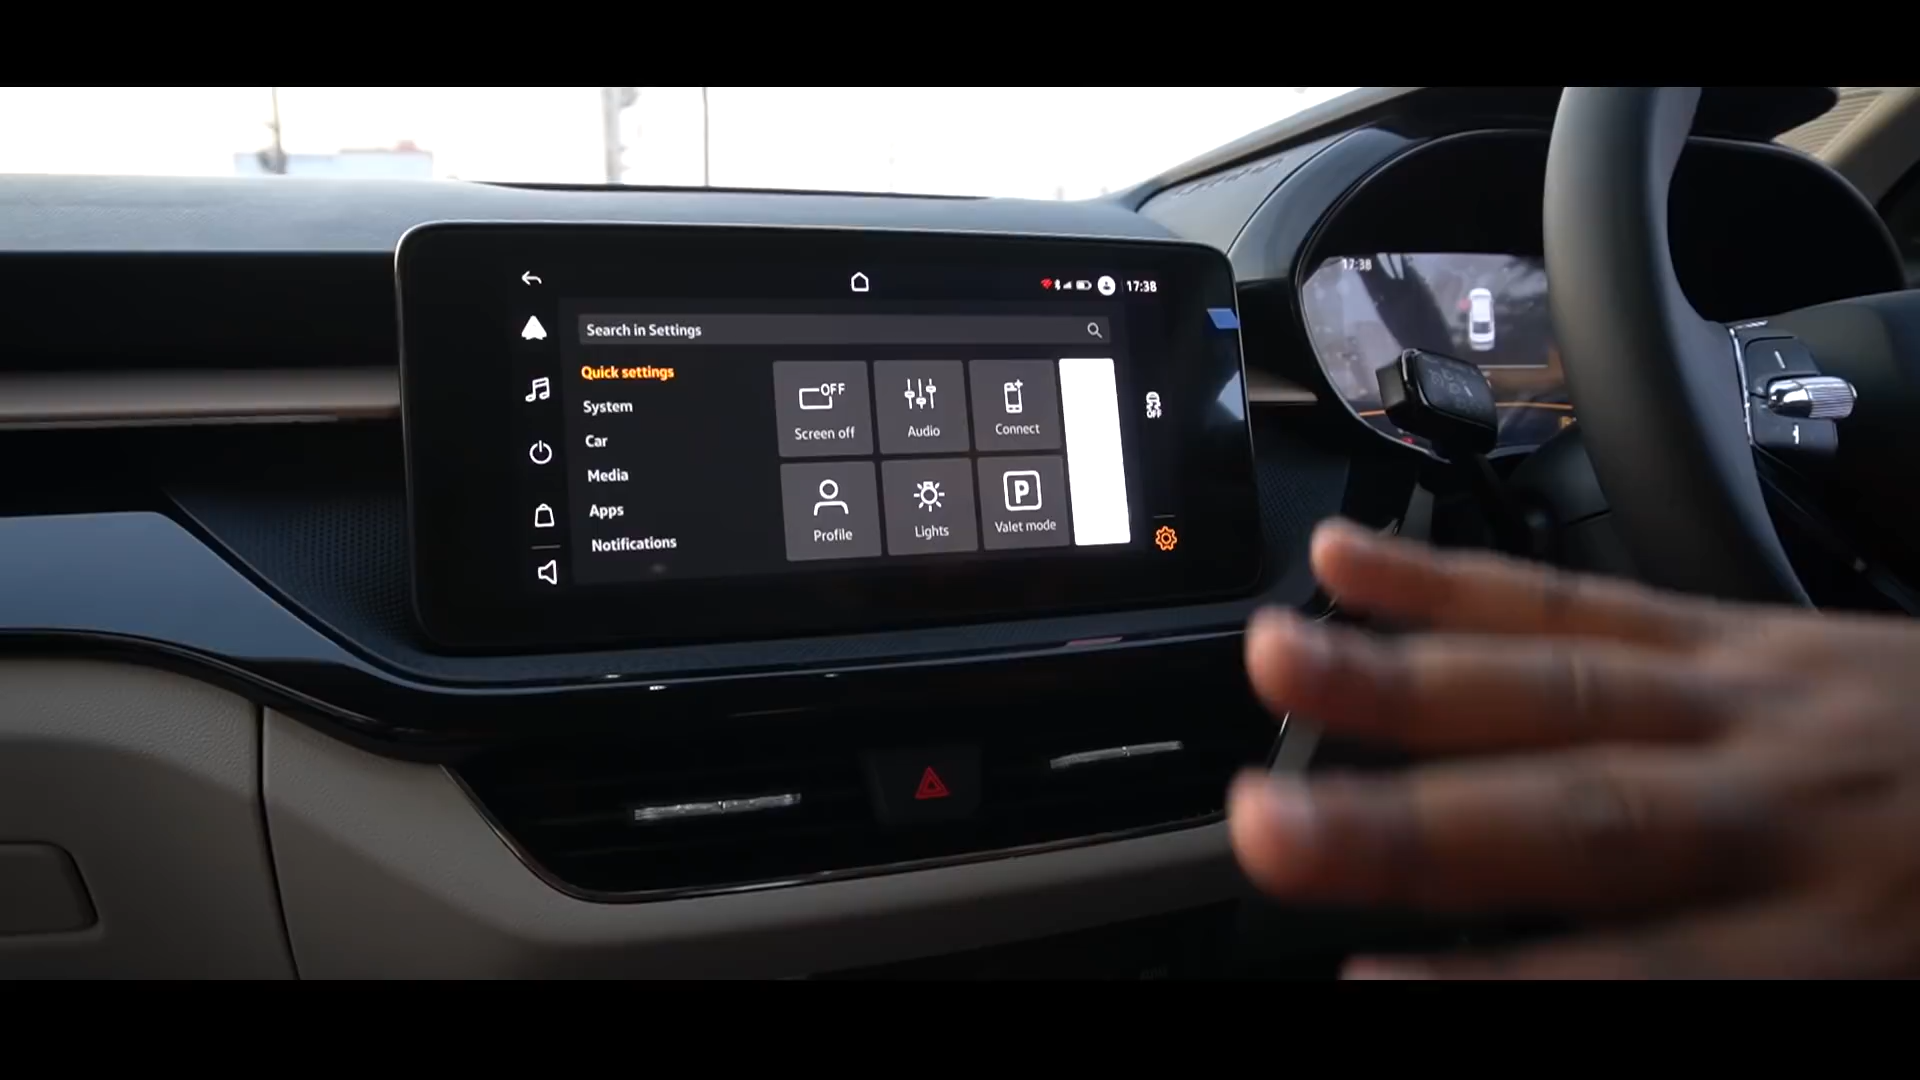 17:38
17:38
Search in Settings
Quick settings
System
Car
Media
Apps
Notifications
OFF
Screen off
Audio
Connect
Profile
Lights
P
Valet mode
OFF